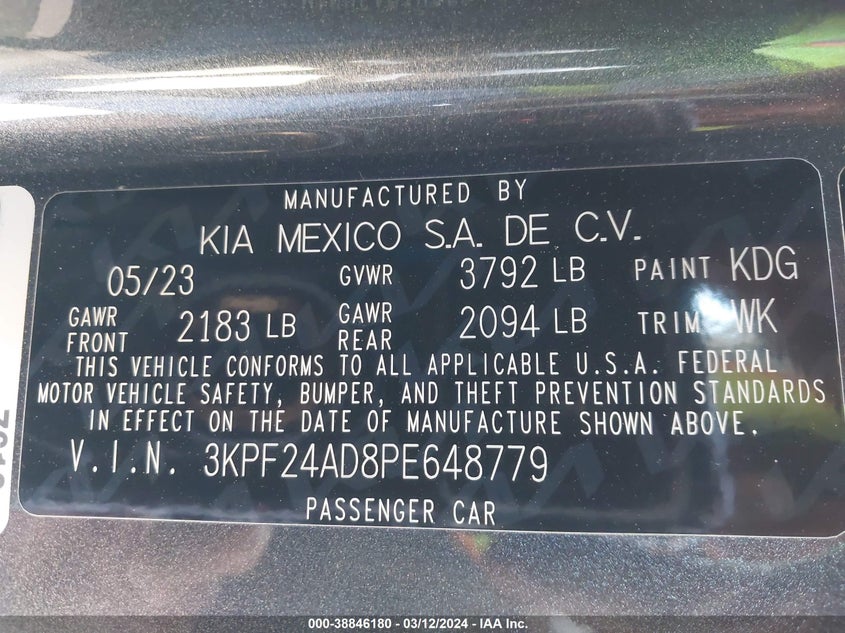 MANUFACTURED BY
KIA MEXICO S.A. DE C.V.
05/23 GVWR 3792 LB PAINT KDG
GAWR FRONT 2183 LB GAWR REAR 2094 LB TRIM WK
THIS VEHICLE CONFORMS TO ALL APPLICABLE U.S.A. FEDERAL
MOTOR VEHICLE SAFETY, BUMPER, AND THEFT PREVENTION STANDARDS
IN EFFECT ON THE DATE OF MANUFACTURE SHOWN ABOVE.
V.I.N. 3KPF24AD8PE648779
PASSENGER CAR
000-38846180 - 03/12/2024 - IAA Inc.